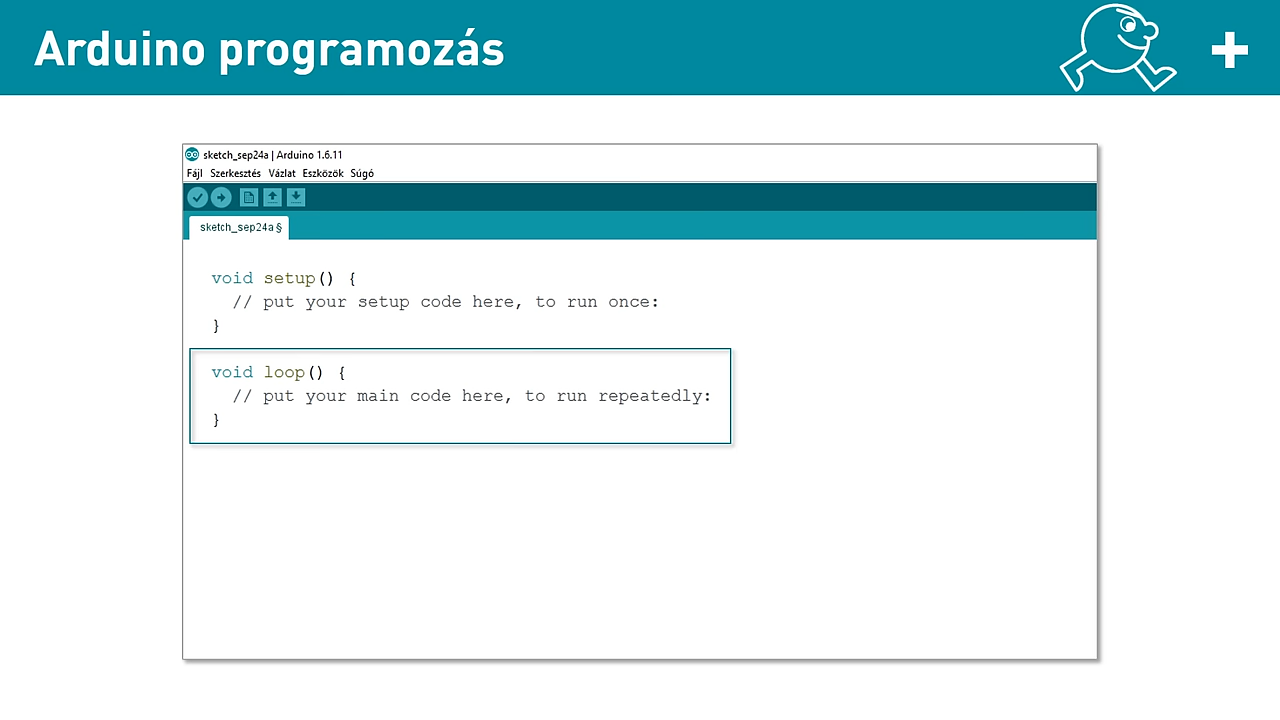 Arduino programozás
sketch_sep24a | Arduino 1.6.11
Fájl Szerkesztés Vázlat Eszközök Súgó
sketch_sep24a §
void setup() {
  // put your setup code here, to run once:
}
void loop() {
  // put your main code here, to run repeatedly:
}